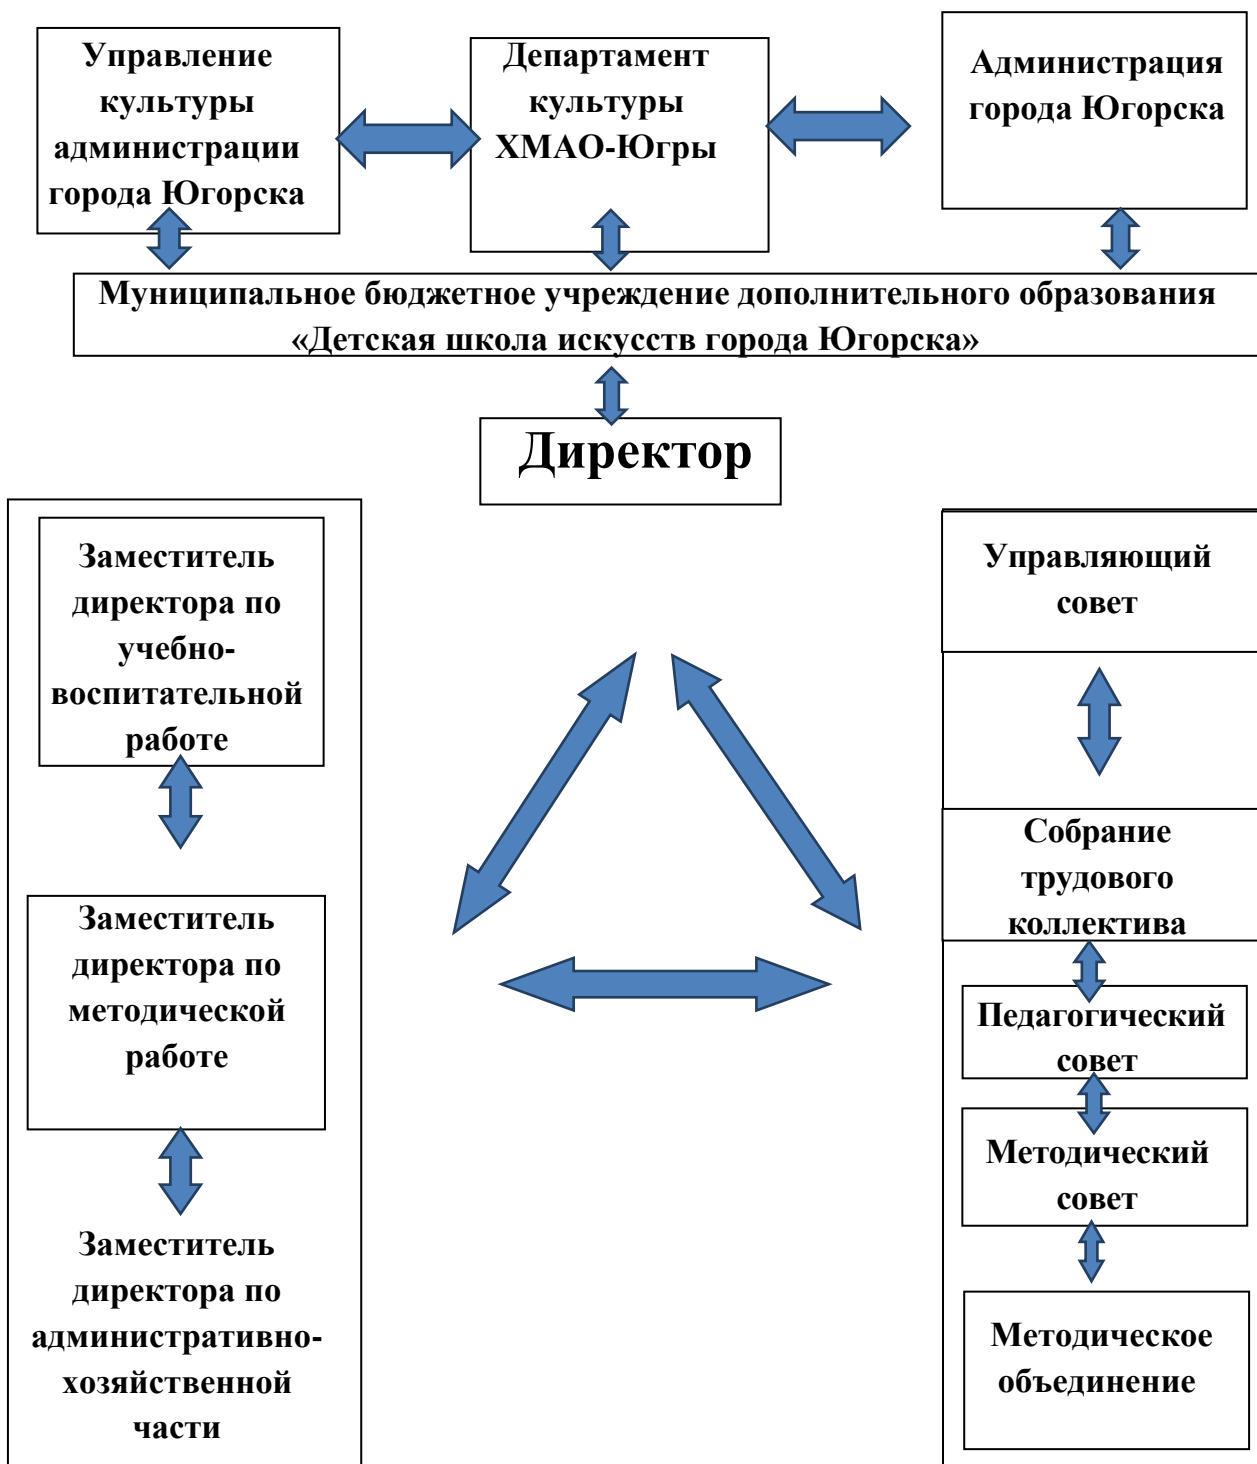 Управление
культуры
администрации
города Югорска
Департамент
культуры
ХМАО-Югры
Администрация
города Югорска
Муниципальное бюджетное учреждение дополнительного образования
«Детская школа искусств города Югорска»
Директор
Заместитель
директора по
учебно-
воспитательной
работе
Заместитель
директора по
методической
работе
Заместитель
директора по
административно-
хозяйственной
части
Управляющий
совет
Собрание
трудового
коллектива
Педагогический
совет
Методический
совет
Методическое
объединение